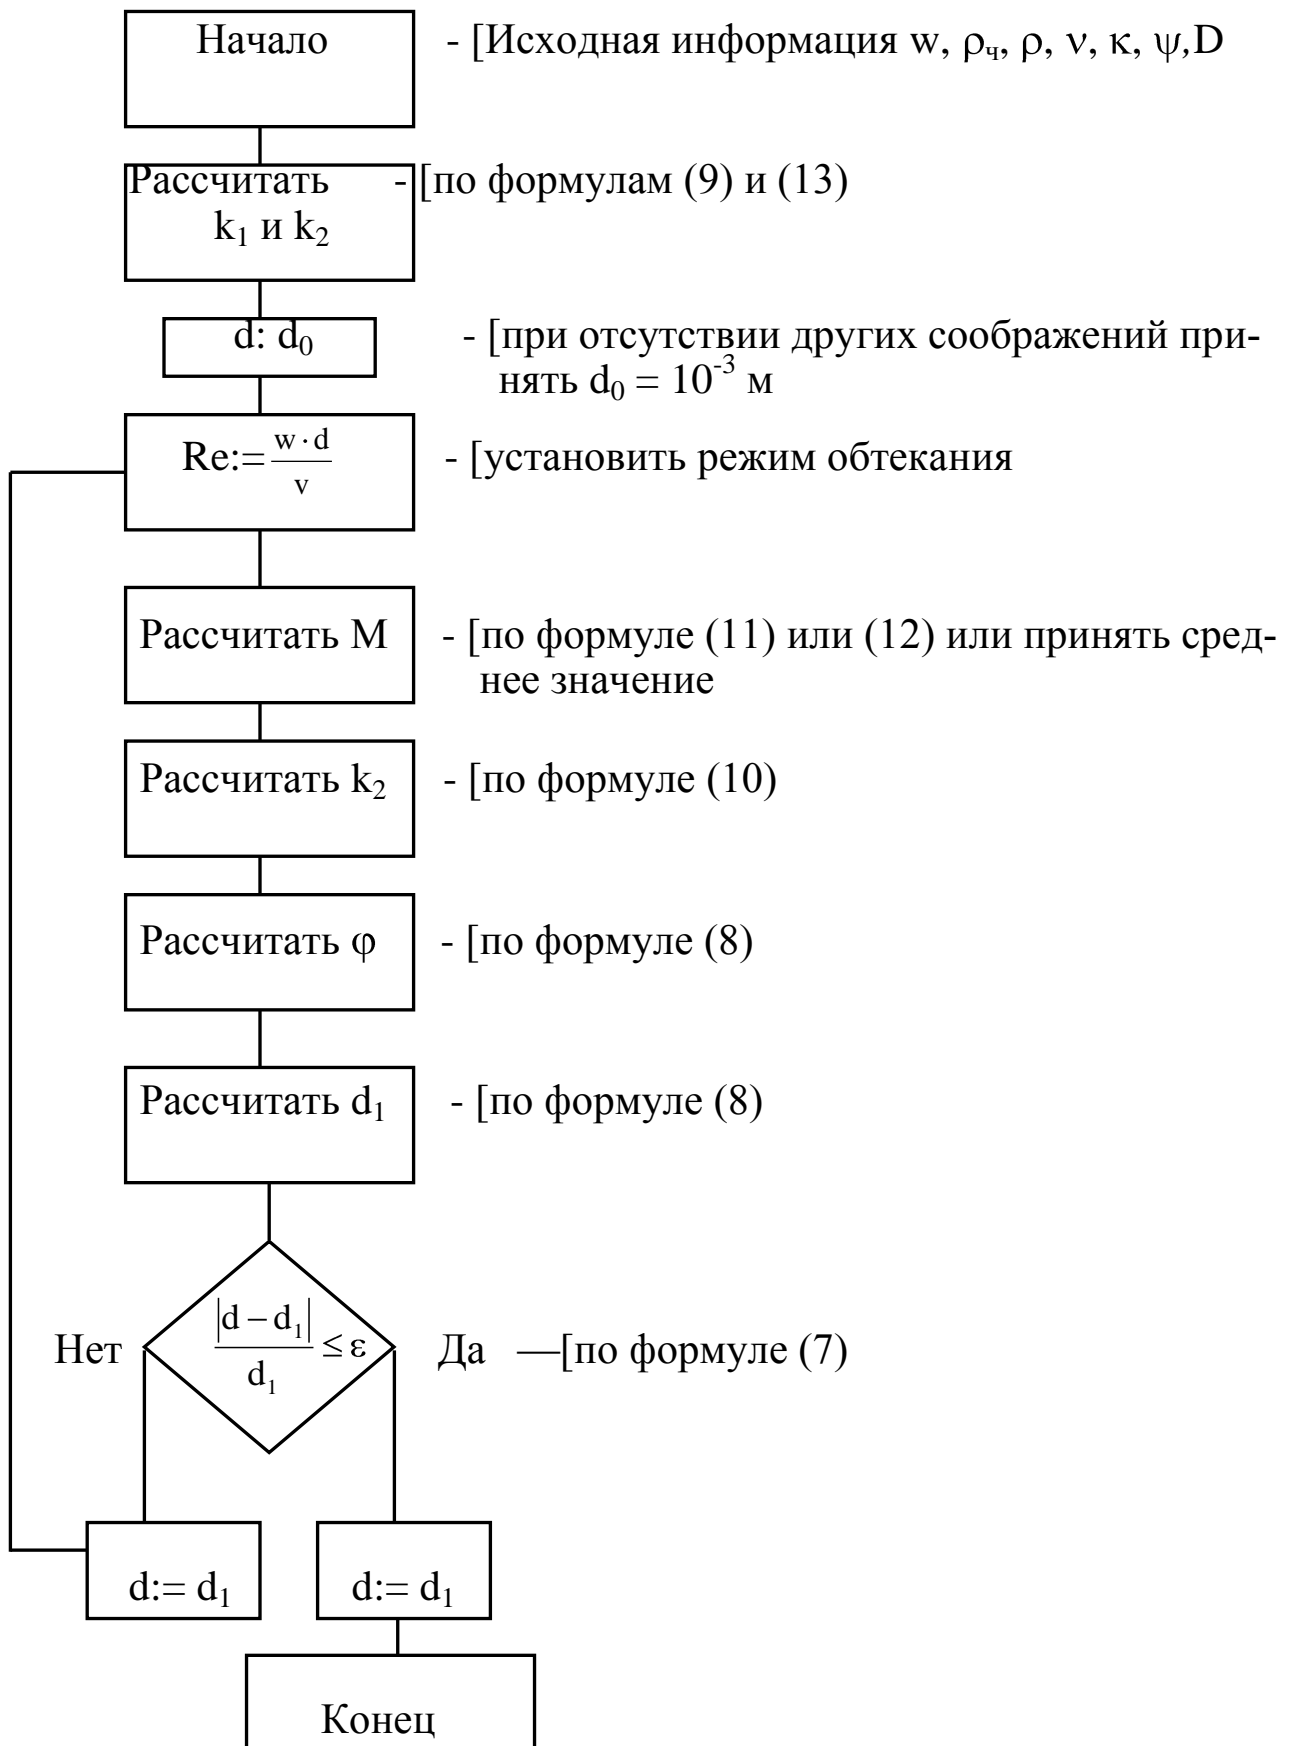 Начало - [Исходная информация w, ρч, ρ, ν, κ, ψ,D
Рассчитать - [по формулам (9) и (13)
k₁ и k₂
d: d₀ - [при отсутствии других соображений при-
нять d₀ = 10⁻³ м
Re:= w · d / v - [установить режим обтекания
Рассчитать M - [по формуле (11) или (12) или принять сред-
нее значение
Рассчитать k₂ - [по формуле (10)
Рассчитать φ - [по формуле (8)
Рассчитать d₁ - [по формуле (8)
Нет |d − d₁| / d₁ ≤ ε Да —[по формуле (7)
d:= d₁ d:= d₁
Конец